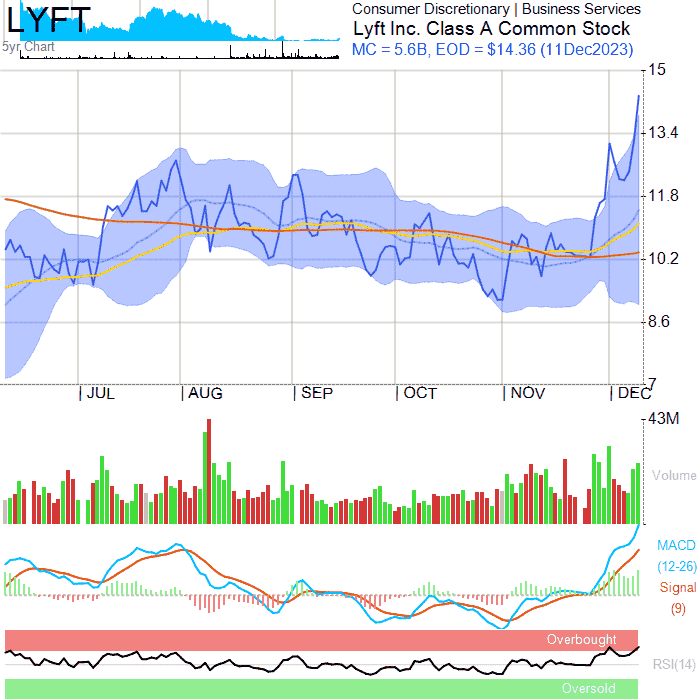 LYFT
5yr Chart
Consumer Discretionary | Business Services
Lyft Inc. Class A Common Stock
MC = 5.6B, EOD = $14.36 (11Dec2023)
15
13.4
11.8
10.2
8.6
7
| JUL | AUG | SEP | OCT | NOV | DEC
43M
Volume
MACD
(12-26)
Signal
(9)
Overbought
RSI(14)
Oversold